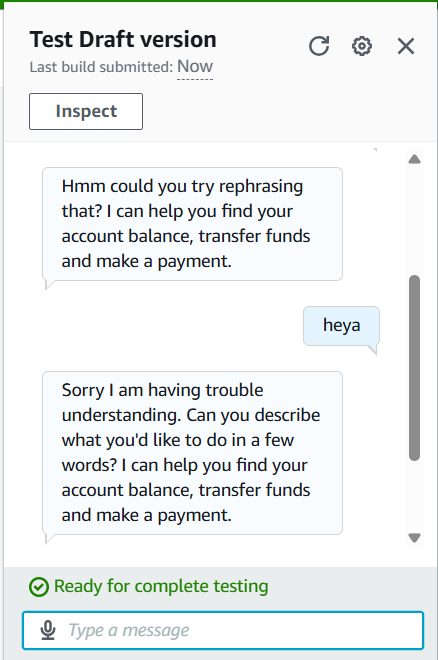 Test Draft version
Last build submitted: Now
Inspect
Hmm could you try rephrasing
that? I can help you find your
account balance, transfer funds
and make a payment.
heya
Sorry I am having trouble
understanding. Can you describe
what you'd like to do in a few
words? I can help you find your
account balance, transfer funds
and make a payment.
Ready for complete testing
Type a message